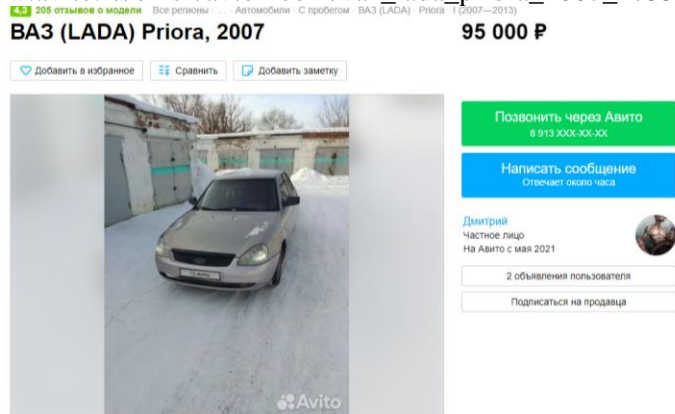 4,3 205 отзывов о модели Все регионы · ... · Автомобили · С пробегом · ВАЗ (LADA) · Priora · I (2007—2013)
ВАЗ (LADA) Priora, 2007
95 000 ₽
Добавить в избранное
Сравнить
Добавить заметку
Позвонить через Авито
8 913 XXX-XX-XX
Написать сообщение
Отвечает около часа
Дмитрий
Частное лицо
На Авито с мая 2021
2 объявления пользователя
Подписаться на продавца
Avito
Avito